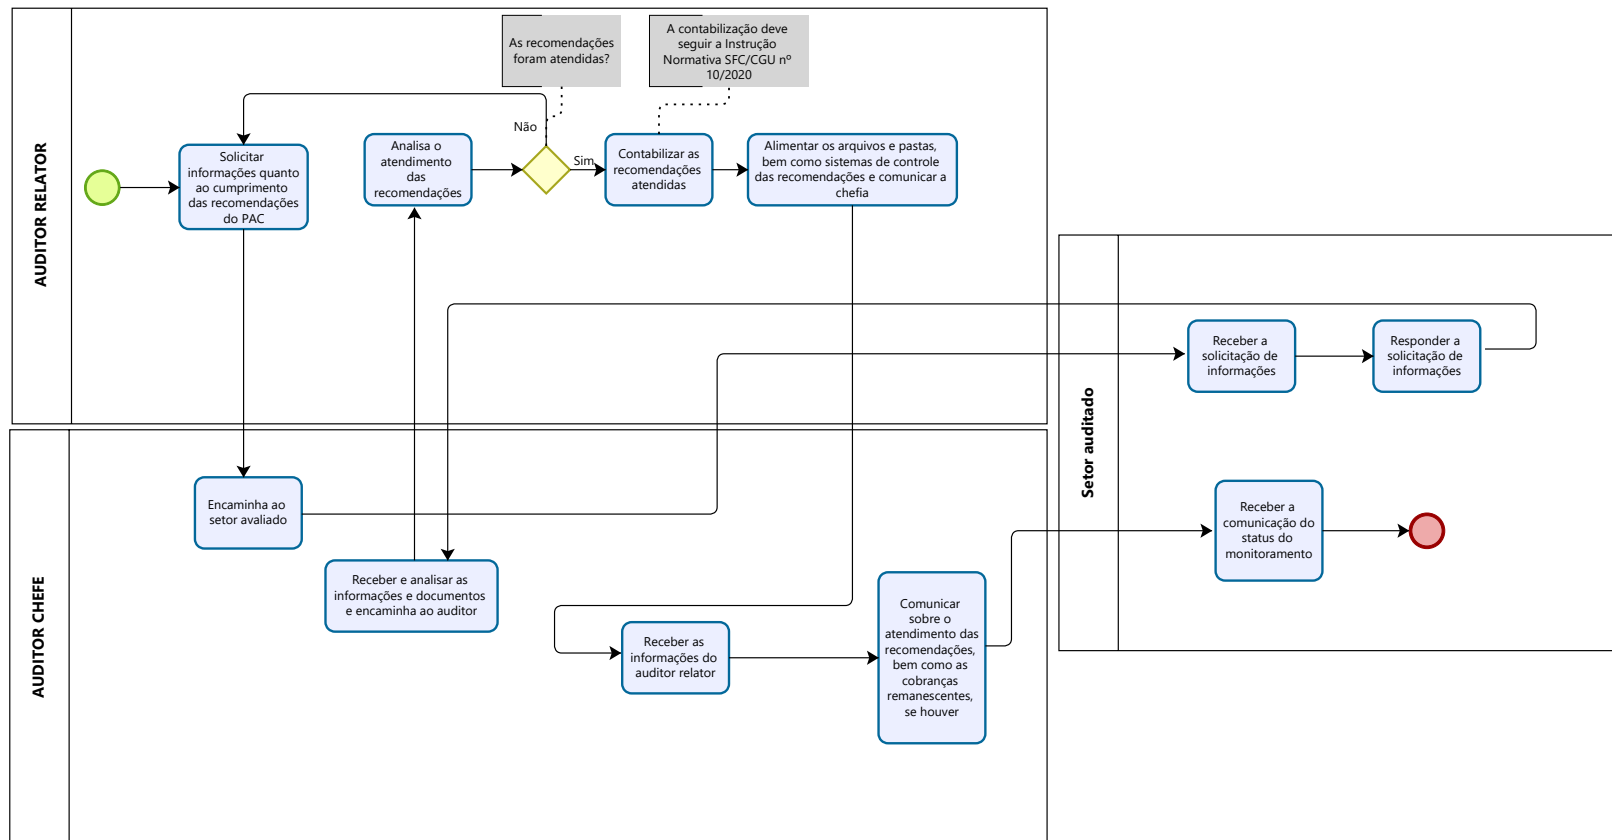 AUDITOR RELATOR
As recomendações
foram atendidas?
A contabilização deve
seguir a Instrução
Normativa SFC/CGU nº
10/2020
Não
Sim
Solicitar
informações quanto
ao cumprimento
das recomendações
do PAC
Analisa o
atendimento
das
recomendações
Contabilizar as
recomendações
atendidas
Alimentar os arquivos e pastas,
bem como sistemas de controle
das recomendações e comunicar a
chefia
Setor auditado
Receber a
solicitação de
informações
Responder a
solicitação de
informações
Receber a
comunicação do
status do
monitoramento
AUDITOR CHEFE
Encaminha ao
setor avaliado
Receber e analisar as
informações e documentos
e encaminha ao auditor
Receber as
informações do
auditor relator
Comunicar
sobre o
atendimento das
recomendações,
bem como as
cobranças
remanescentes,
se houver